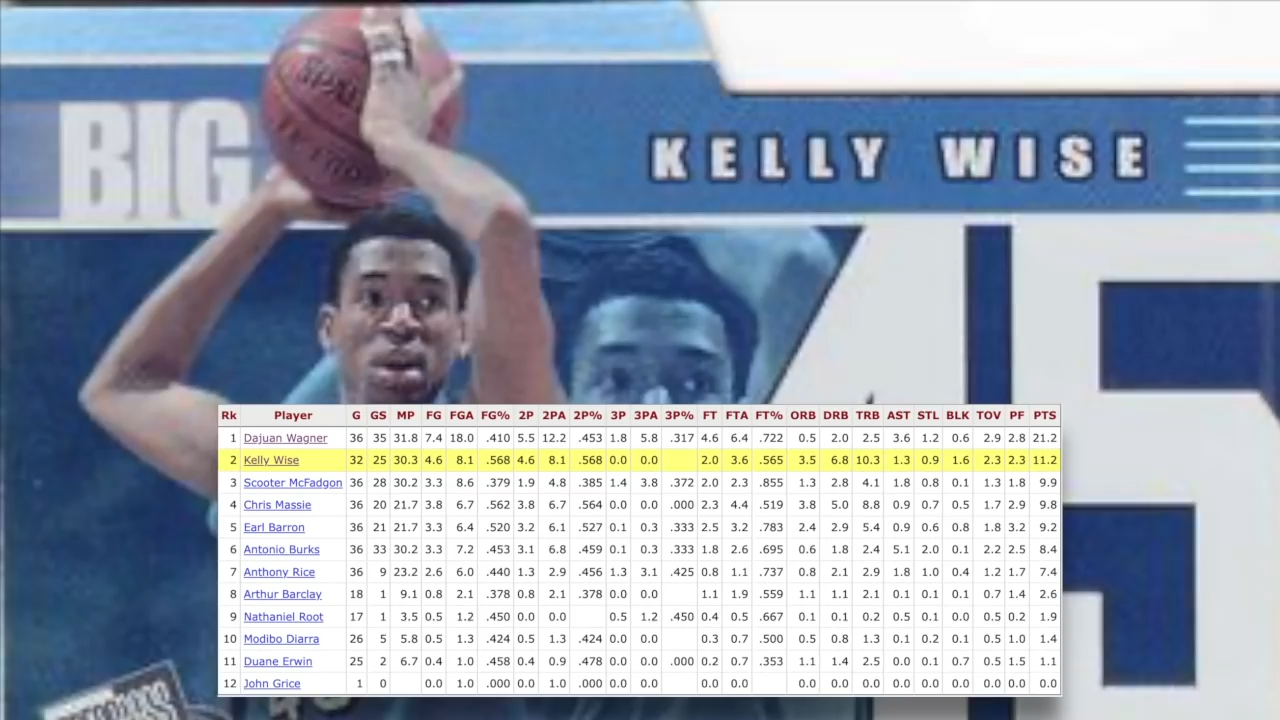 SPALDING
BIG
KELLY WISE
Rk Player G GS MP FG FGA FG% 2P 2PA 2P% 3P 3PA 3P% FT FTA FT% ORB DRB TRB AST STL BLK TOV PF PTS
1 Dajuan Wagner 36 35 31.8 7.4 18.0 .410 5.5 12.2 .453 1.8 5.8 .317 4.6 6.4 .722 0.5 2.0 2.5 3.6 1.2 0.6 2.9 2.8 21.2
2 Kelly Wise 32 25 30.3 4.6 8.1 .568 4.6 8.1 .568 0.0 0.0 2.0 3.6 .565 3.5 6.8 10.3 1.3 0.9 1.6 2.3 2.3 11.2
3 Scooter McFadgon 36 28 30.2 3.3 8.6 .379 1.9 4.8 .385 1.4 3.8 .372 2.0 2.3 .855 1.3 2.8 4.1 1.8 0.8 0.1 1.3 1.8 9.9
4 Chris Massie 36 20 21.7 3.8 6.7 .562 3.8 6.7 .564 0.0 0.0 .000 2.3 4.4 .519 3.8 5.0 8.8 0.9 0.7 0.5 1.7 2.9 9.8
5 Earl Barron 36 21 21.7 3.3 6.4 .520 3.2 6.1 .527 0.1 0.3 .333 2.5 3.2 .783 2.4 2.9 5.4 0.9 0.6 0.8 1.8 3.2 9.2
6 Antonio Burks 36 33 30.2 3.3 7.2 .453 3.1 6.8 .459 0.1 0.3 .333 1.8 2.6 .695 0.6 1.8 2.4 5.1 2.0 0.1 2.2 2.5 8.4
7 Anthony Rice 36 9 23.2 2.6 6.0 .440 1.3 2.9 .456 1.3 3.1 .425 0.8 1.1 .737 0.8 2.1 2.9 1.8 1.0 0.4 1.2 1.7 7.4
8 Arthur Barclay 18 1 9.1 0.8 2.1 .378 0.8 2.1 .378 0.0 0.0 1.1 1.9 .559 1.1 1.1 2.1 0.1 0.1 0.1 0.7 1.4 2.6
9 Nathaniel Root 17 1 3.5 0.5 1.2 .450 0.0 0.0 0.5 1.2 .450 0.4 0.5 .667 0.1 0.1 0.2 0.5 0.1 0.0 0.5 0.2 1.9
10 Modibo Diarra 26 5 5.8 0.5 1.3 .424 0.5 1.3 .424 0.0 0.0 0.3 0.7 .500 0.5 0.8 1.3 0.1 0.2 0.1 0.5 1.0 1.4
11 Duane Erwin 25 2 6.7 0.4 1.0 .458 0.4 0.9 .478 0.0 0.0 .000 0.2 0.7 .353 1.1 1.4 2.5 0.0 0.1 0.7 0.3 1.5 1.1
12 John Grice 1 0 0.0 1.0 .000 0.0 1.0 .000 0.0 0.0 0.0 0.0 0.0 0.0 0.0 0.0 0.0 0.0 0.0 0.0 0.0